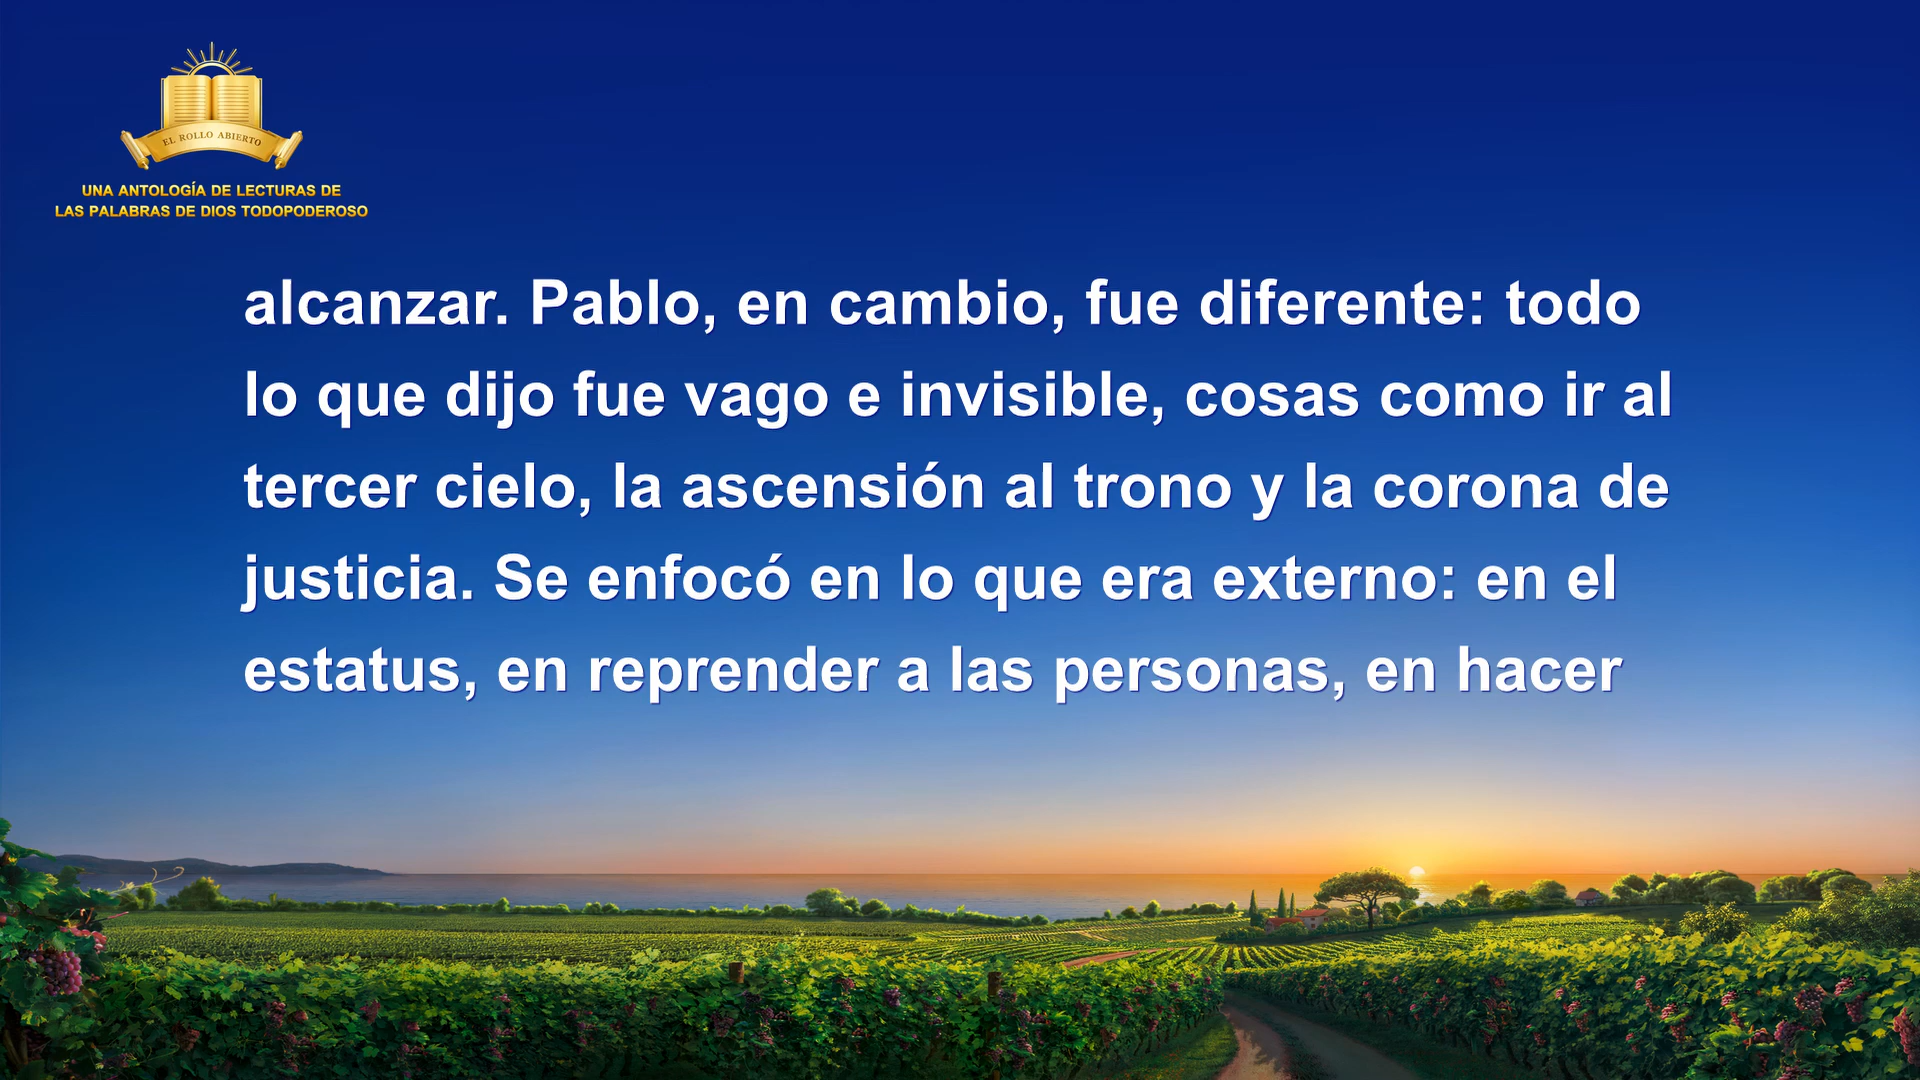 EL ROLLO ABIERTO
UNA ANTOLOGÍA DE LECTURAS DE
LAS PALABRAS DE DIOS TODOPODEROSO
alcanzar. Pablo, en cambio, fue diferente: todo
lo que dijo fue vago e invisible, cosas como ir al
tercer cielo, la ascensión al trono y la corona de
justicia. Se enfocó en lo que era externo: en el
estatus, en reprender a las personas, en hacer